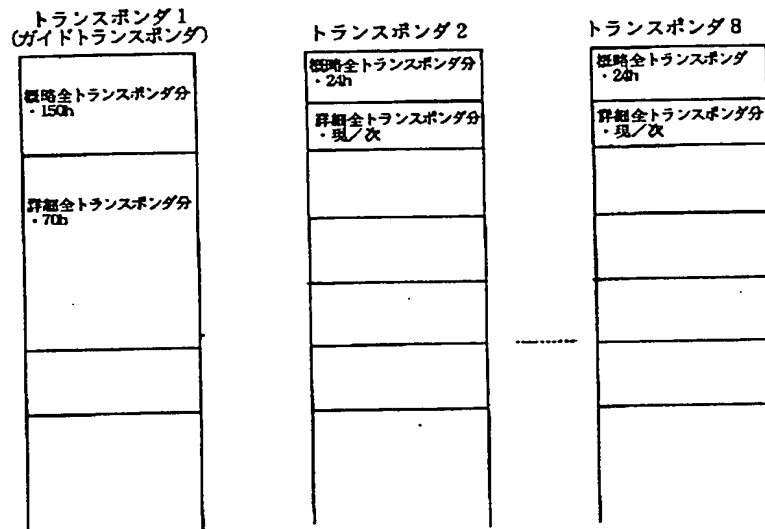 トランスポンダ1
(ガイドトランスポンダ)
概略全トランスポンダ分
・150h
詳細全トランスポンダ分
・70h
トランスポンダ2
概略全トランスポンダ分
・24h
詳細全トランスポンダ分
・現/次
トランスポンダ8
概略全トランスポンダ
・24h
詳細全トランスポンダ分
・現/次